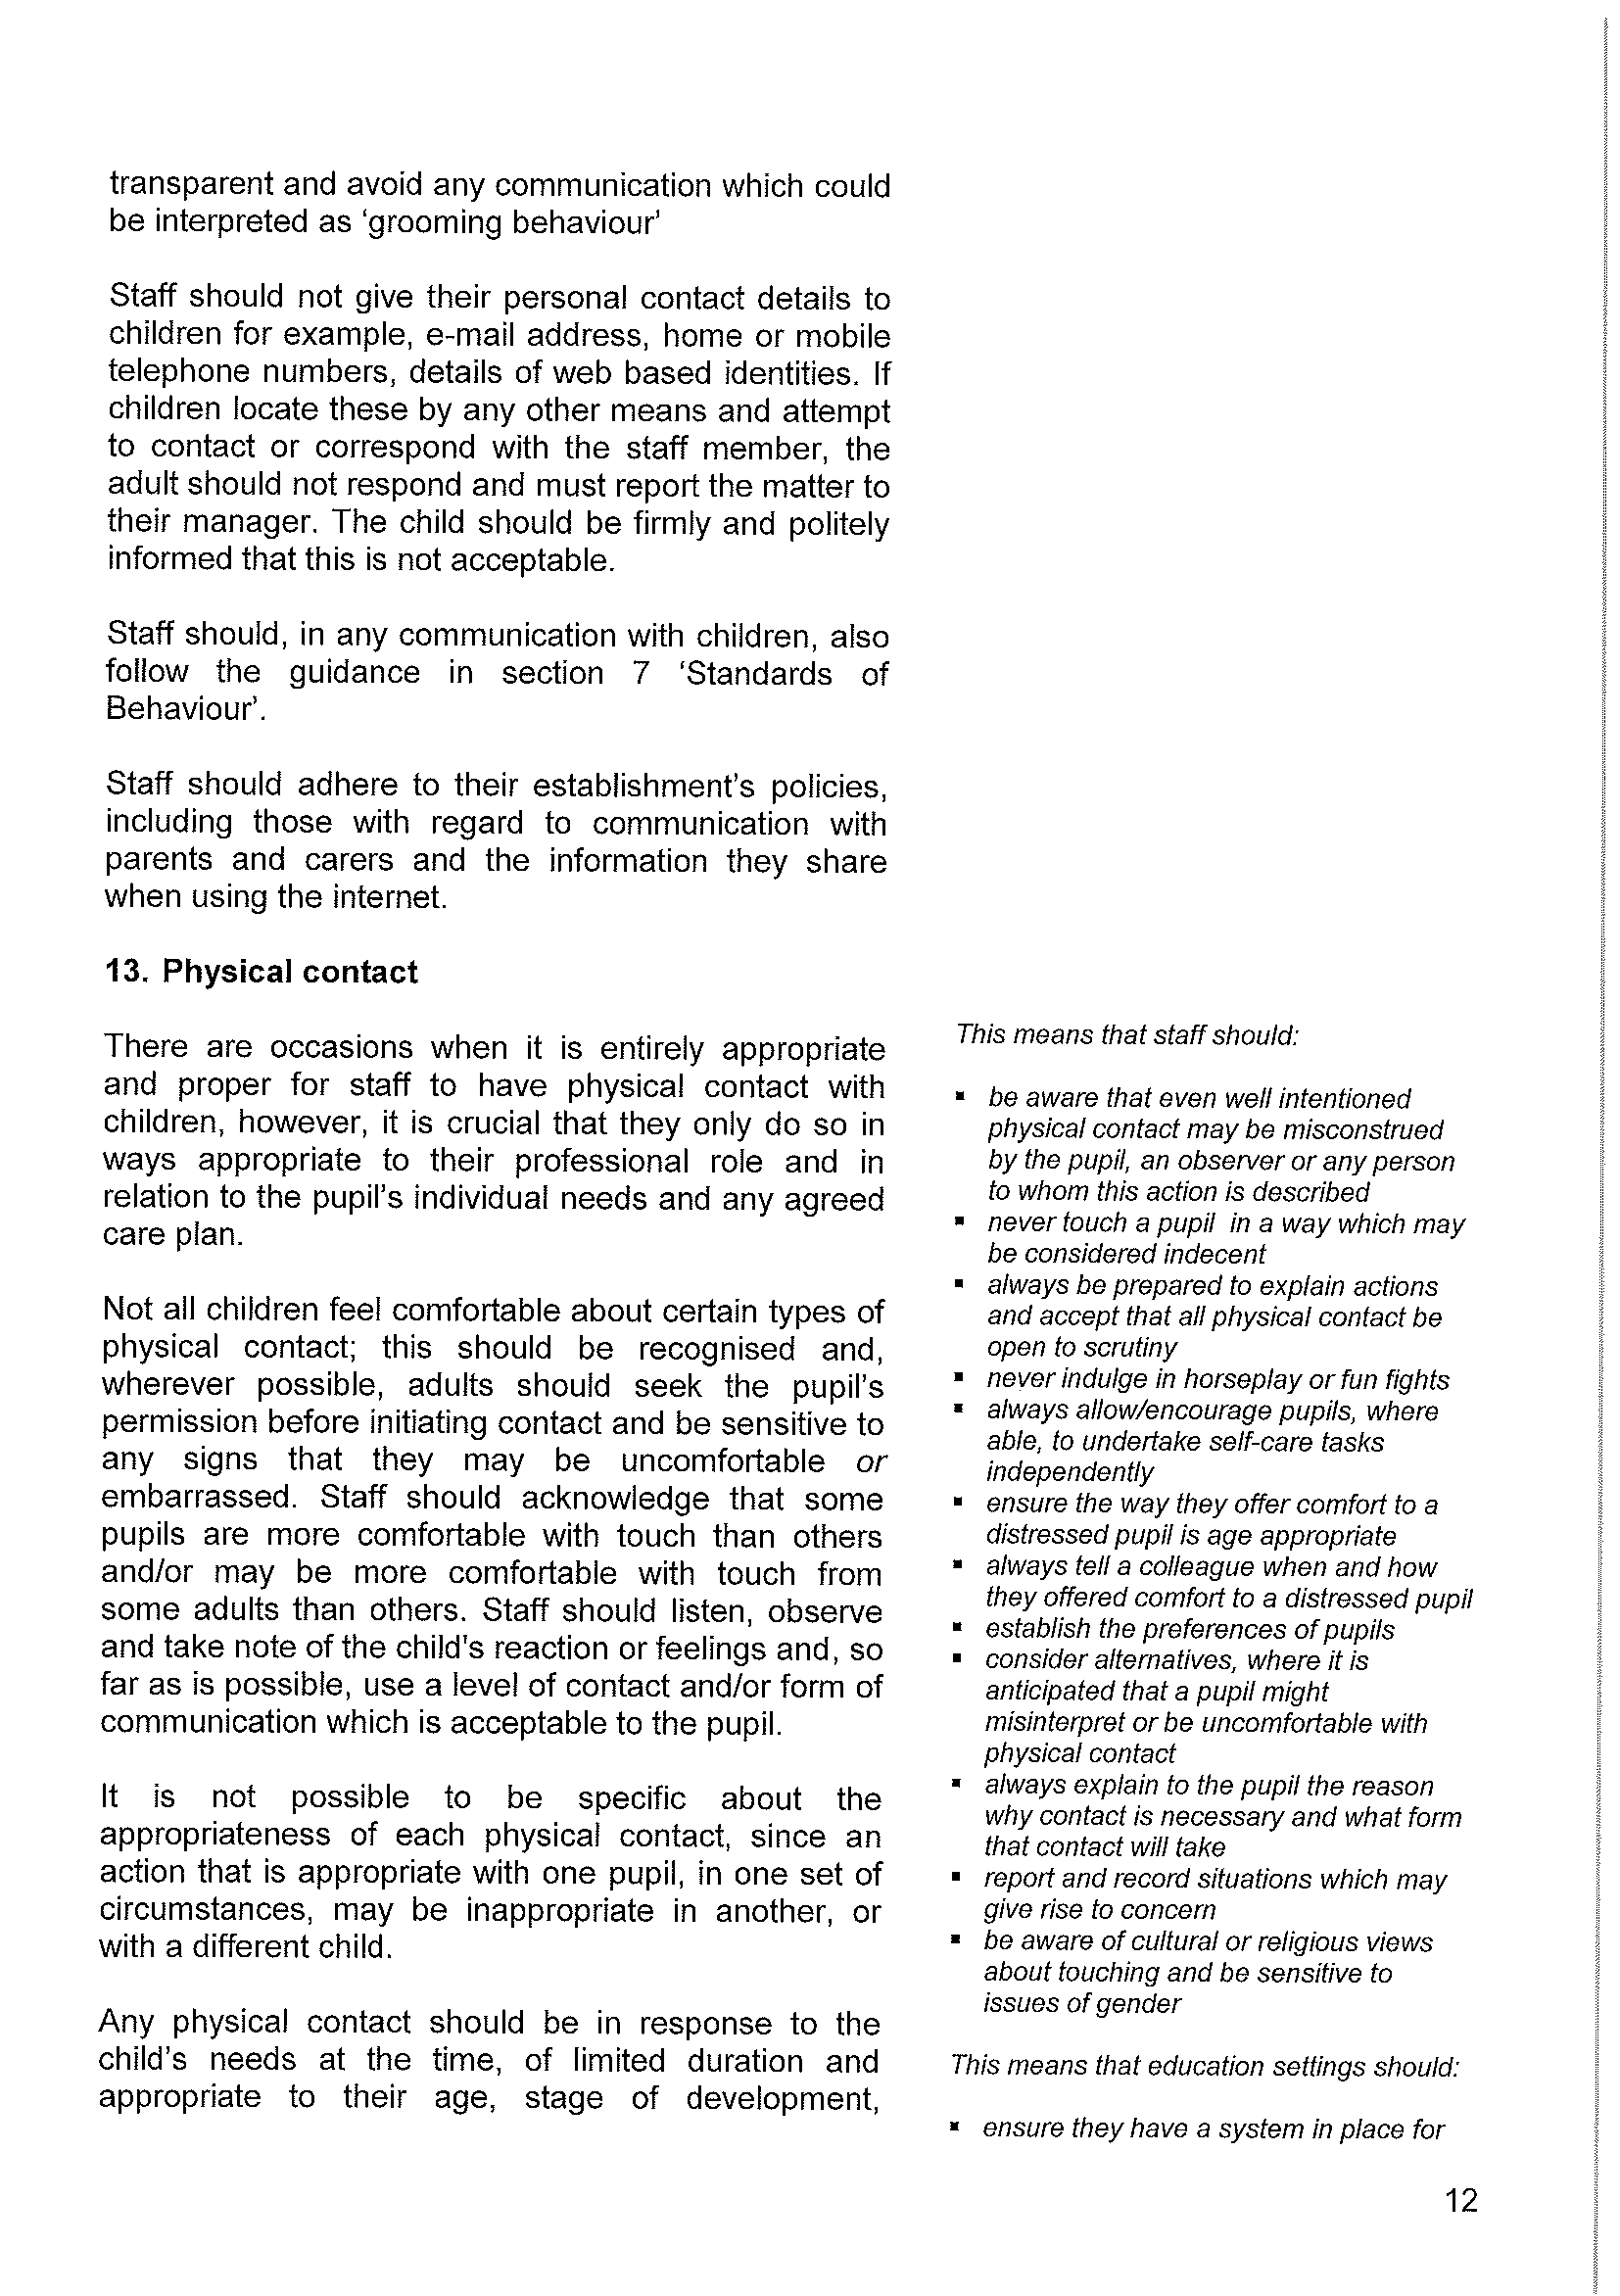 transparent and avoid any communication which could
be interpreted as ‘grooming behaviour’
Staff should not give their personal contact details to
children for example, e-mail address, home or mobile
telephone numbers, details of web based identities. If
children locate these by any other means and attempt
to contact or correspond with the staff member, the
adult should not respond and must report the matter to
their manager. The child should be firmly and politely
informed that this is not acceptable.
Staff should, in any communication with children, also
follow the guidance in section 7 ‘Standards of
Behaviour’.
Staff should adhere to their establishment’s policies,
including those with regard to communication with
parents and carers and the information they share
when using the internet.
13. Physical contact
There are occasions when it is entirely appropriate
and proper for staff to have physical contact with
children, however, it is crucial that they only do so in
ways appropriate to their professional role and in
relation to the pupil’s individual needs and any agreed
care plan.
Not all children feel comfortable about certain types of
physical contact; this should be recognised and,
wherever possible, adults should seek the pupil’s
permission before initiating contact and be sensitive to
any signs that they may be uncomfortable or
embarrassed. Staff should acknowledge that some
pupils are more comfortable with touch than others
and/or may be more comfortable with touch from
some adults than others. Staff should listen, observe
and take note of the child's reaction or feelings and, so
far as is possible, use a level of contact and/or form of
communication which is acceptable to the pupil.
It is not possible to be specific about the
appropriateness of each physical contact, since an
action that is appropriate with one pupil, in one set of
circumstances, may be inappropriate in another, or
with a different child.
Any physical contact should be in response to the
child’s needs at the time, of limited duration and
appropriate to their age, stage of development,
This means that staff should:
▪ be aware that even well intentioned
physical contact may be misconstrued
by the pupil, an observer or any person
to whom this action is described
▪ never touch a pupil in a way which may
be considered indecent
▪ always be prepared to explain actions
and accept that all physical contact be
open to scrutiny
▪ never indulge in horseplay or fun fights
▪ always allow/encourage pupils, where
able, to undertake self-care tasks
independently
▪ ensure the way they offer comfort to a
distressed pupil is age appropriate
▪ always tell a colleague when and how
they offered comfort to a distressed pupil
▪ establish the preferences of pupils
▪ consider alternatives, where it is
anticipated that a pupil might
misinterpret or be uncomfortable with
physical contact
▪ always explain to the pupil the reason
why contact is necessary and what form
that contact will take
▪ report and record situations which may
give rise to concern
▪ be aware of cultural or religious views
about touching and be sensitive to
issues of gender
This means that education settings should:
▪ ensure they have a system in place for
12